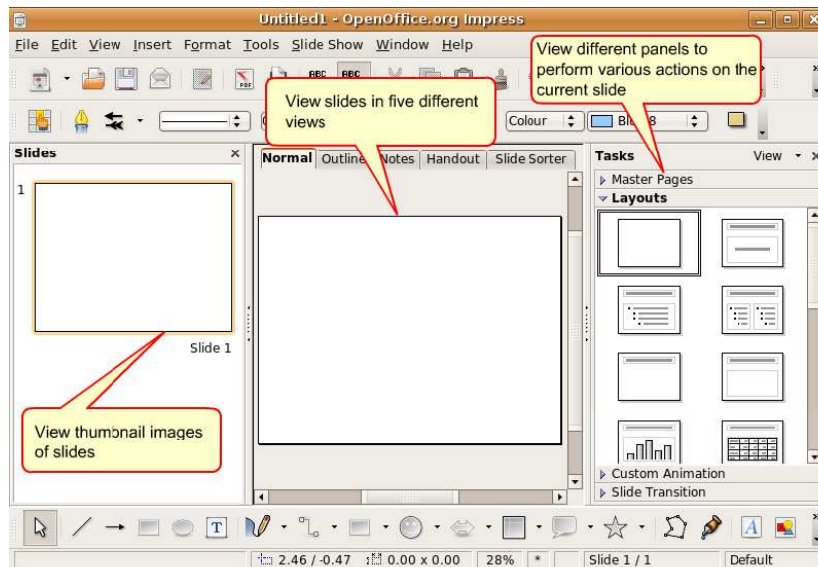 Untitled1 - OpenOffice.org Impress
File Edit View Insert Format Tools Slide Show Window Help
View different panels to
perform various actions on the
current slide
PDF
ABC
ABC
View slides in five different
views
Colour
Slides
Normal Outline Notes Handout Slide Sorter
Tasks View
Master Pages
Layouts
1
Slide 1
View thumbnail images
of slides
Custom Animation
Slide Transition
T
A
2.46 / -0.47 0.00 x 0.00 28% * Slide 1 / 1 Default